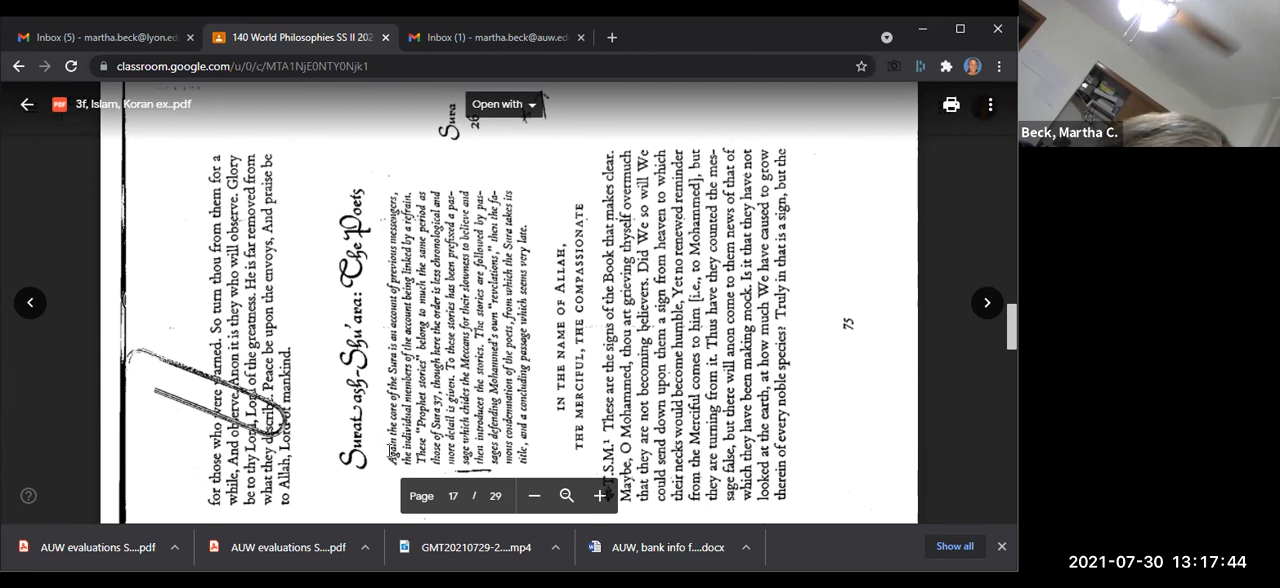 Inbox (5) - martha.beck@lyon.ed
140 World Philosophies SS II 202
Inbox (1) - martha.beck@auw.ed
classroom.google.com/u/0/c/MTA1NjE0NTY0Njk1
3f, Islam, Koran ex..pdf
Open with
Beck, Martha C.
for those who were warned. So turn thou from them for a
while, And observe. Anon it is they who will observe. Glory
be to thy Lord, Lord of the greatness. He is far removed from
what they describe. Peace be upon the envoys, And praise be
to Allah, Lord of mankind.
Surat ash-Shu'ara: The Poets
Sura
26
Again the core of the Sura is an account of previous messengers,
the individual members of the account being linked by a refrain.
These "Prophet stories" belong to much the same period as
those of Sura 37, though here the order is less chronological and
more detail is given. To these stories has been prefixed a pas-
sage which chides the Meccans for their slowness to believe and
then introduces the stories. The stories are followed by pas-
sages defending Mohammed's own "revelations," then the fa-
mous condemnation of the poets, from which the Sura takes its
title, and a concluding passage which seems very late.
IN THE NAME OF ALLAH,
THE MERCIFUL, THE COMPASSIONATE
T.S.M.¹ These are the signs of the Book that makes clear.
Maybe, O Mohammed, thou art grieving thyself overmuch
that they are not becoming believers. Did We so will We
could send down upon them a sign from heaven to which
their necks would become humble, Yet no renewed reminder
from the Merciful comes to him [i.e., to Mohammed], but
they are turning from it. Thus have they counted the mes-
sage false, but there will anon come to them news of that of
which they have been making mock. Is it that they have not
looked at the earth, at how much We have caused to grow
therein of every noble species? Truly in that is a sign, but the
75
Page 17 / 29
AUW evaluations S....pdf
AUW evaluations S....pdf
GMT20210729-2....mp4
AUW, bank info f....docx
Show all
2021-07-30 13:17:44